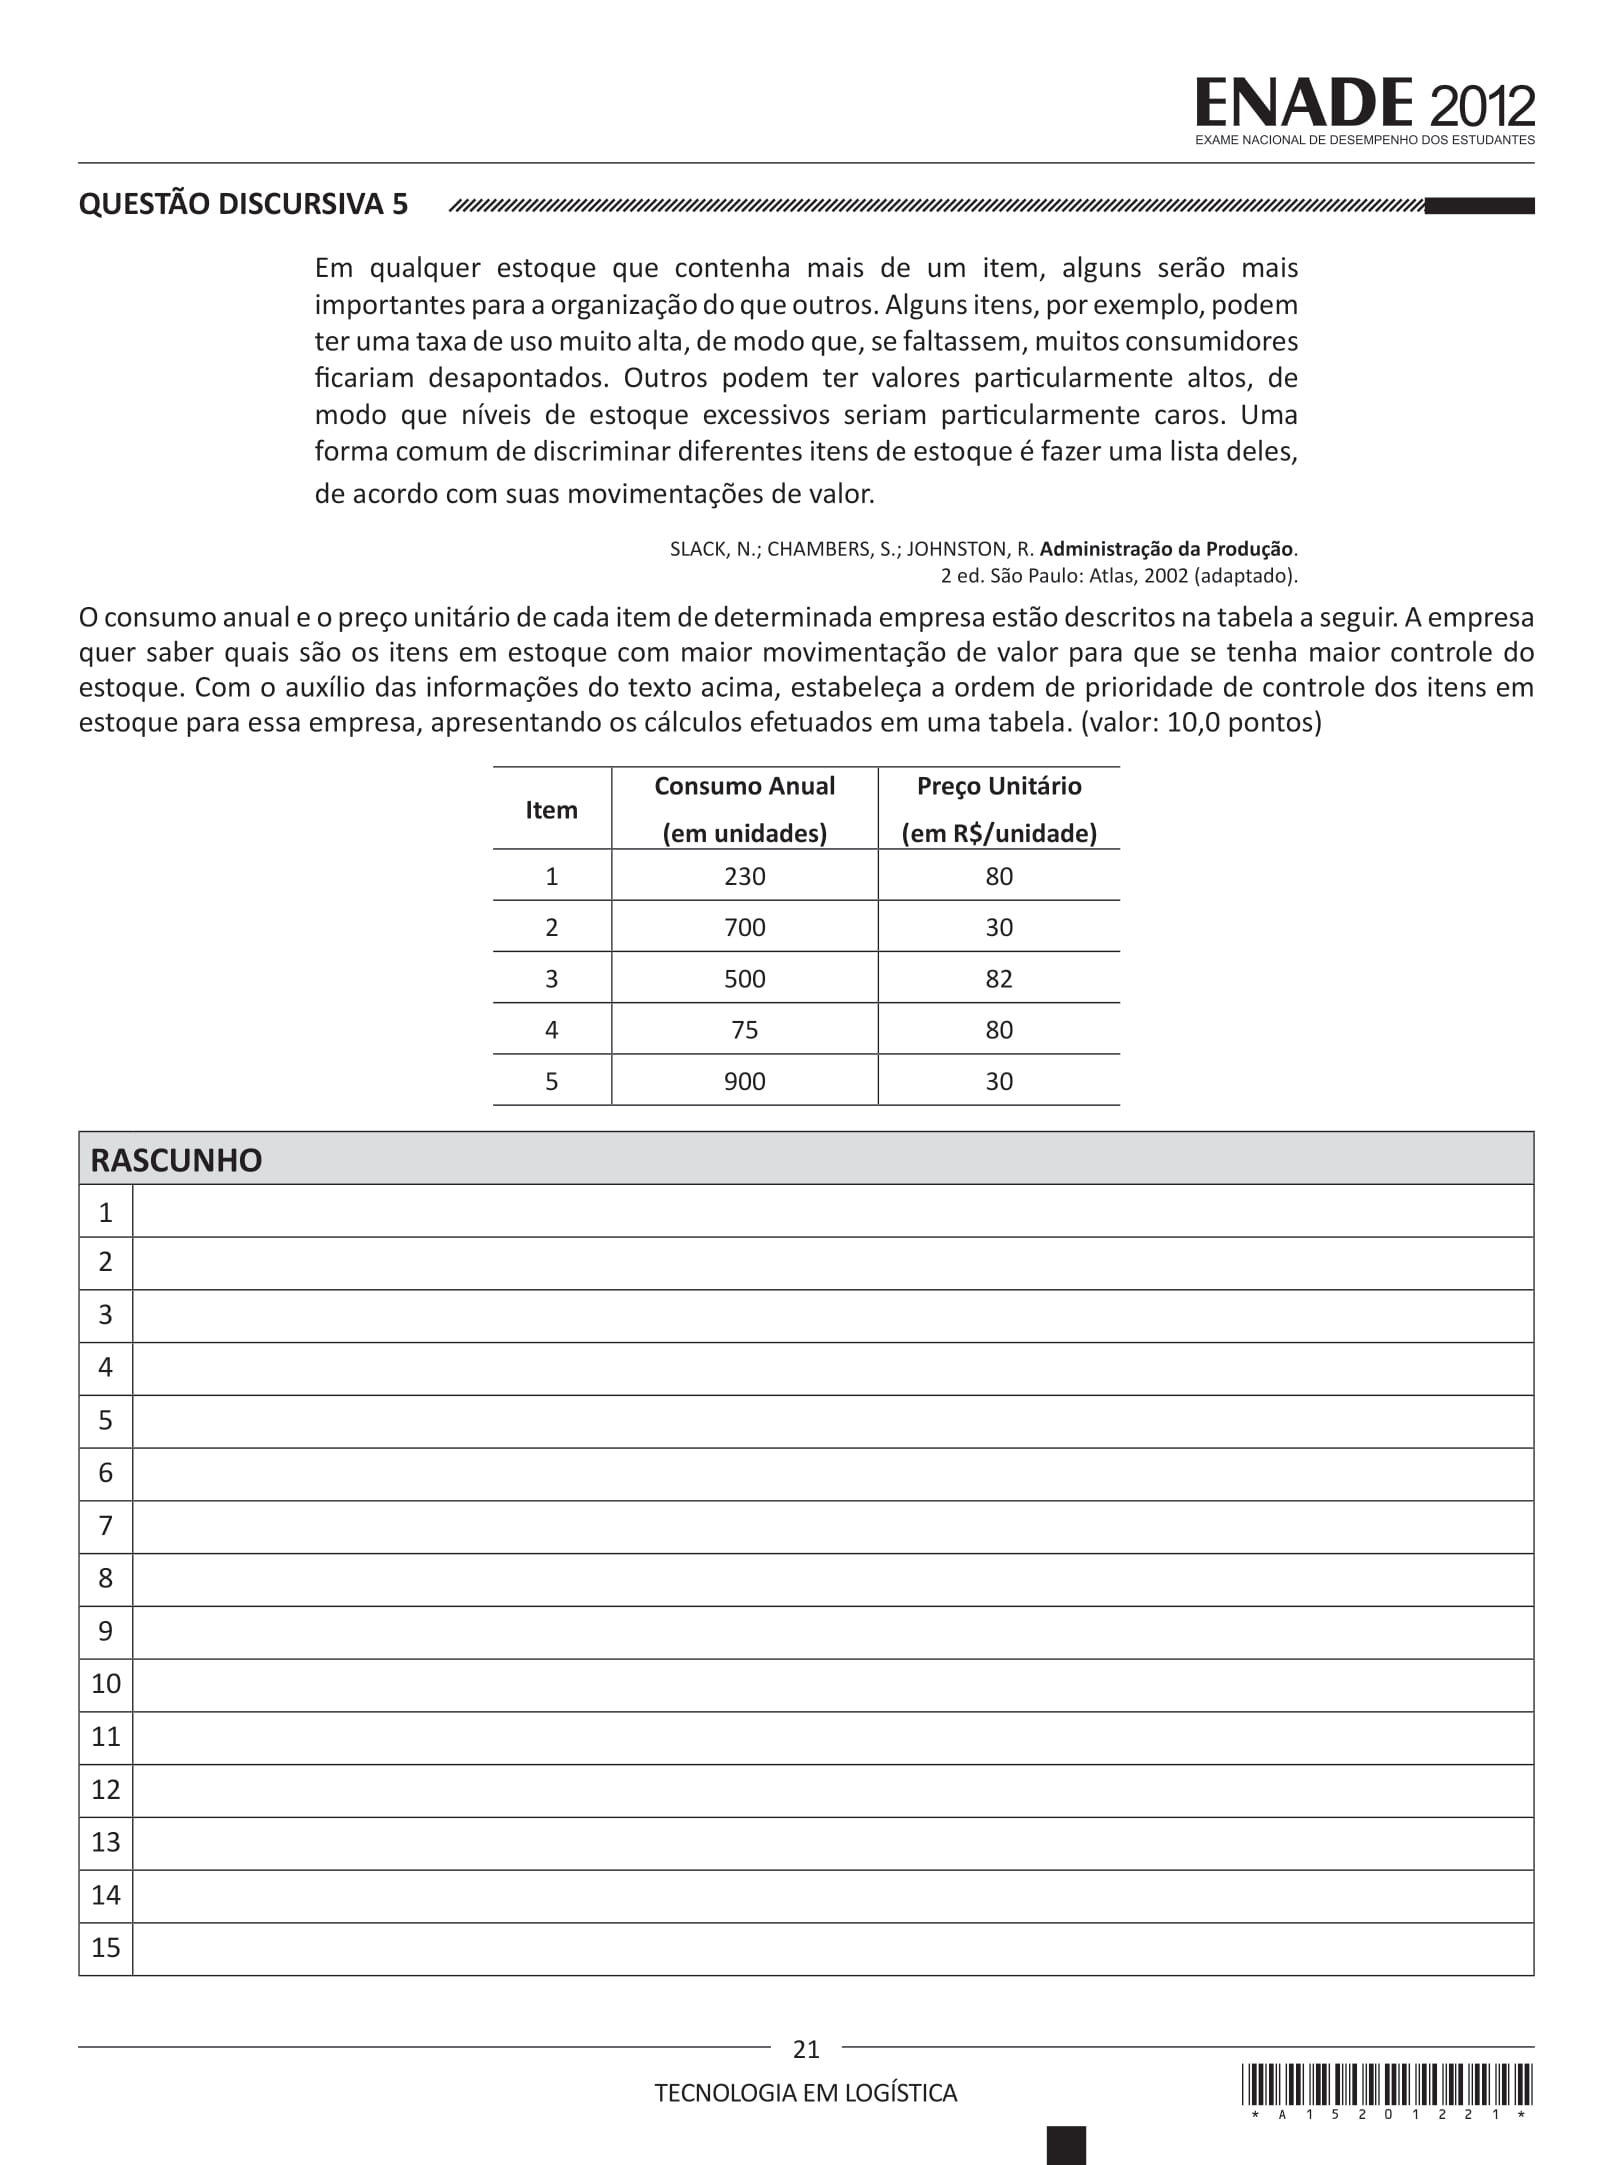 ENADE 2012
EXAME NACIONAL DE DESEMPENHO DOS ESTUDANTES
QUESTÃO DISCURSIVA 5
Em qualquer estoque que contenha mais de um item, alguns serão mais
importantes para a organização do que outros. Alguns itens, por exemplo, podem
ter uma taxa de uso muito alta, de modo que, se faltassem, muitos consumidores
ficariam desapontados. Outros podem ter valores particularmente altos, de
modo que níveis de estoque excessivos seriam particularmente caros. Uma
forma comum de discriminar diferentes itens de estoque é fazer uma lista deles,
de acordo com suas movimentações de valor.
SLACK, N.; CHAMBERS, S.; JOHNSTON, R. Administração da Produção.
2 ed. São Paulo: Atlas, 2002 (adaptado).
O consumo anual e o preço unitário de cada item de determinada empresa estão descritos na tabela a seguir. A empresa
quer saber quais são os itens em estoque com maior movimentação de valor para que se tenha maior controle do
estoque. Com o auxílio das informações do texto acima, estabeleça a ordem de prioridade de controle dos itens em
estoque para essa empresa, apresentando os cálculos efetuados em uma tabela. (valor: 10,0 pontos)
Item Consumo Anual (em unidades) Preço Unitário (em R$/unidade)
1 230 80
2 700 30
3 500 82
4 75 80
5 900 30
RASCUNHO
1
2
3
4
5
6
7
8
9
10
11
12
13
14
15
21
TECNOLOGIA EM LOGÍSTICA
* A 1 5 2 0 1 2 2 1 *